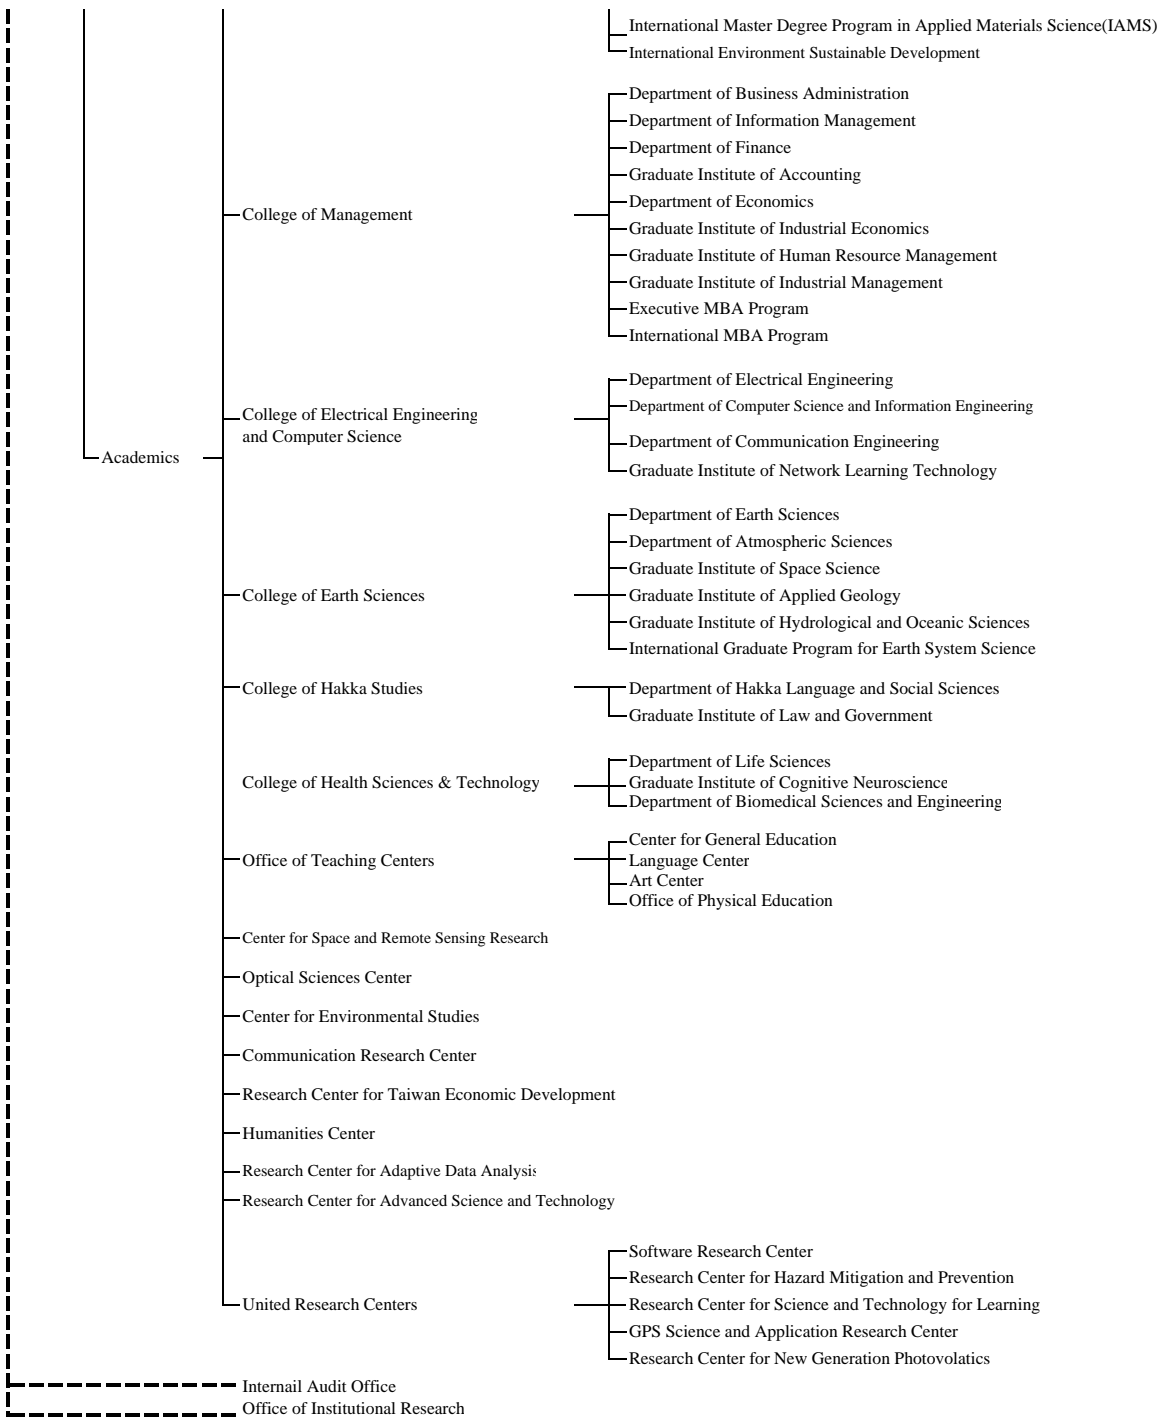 International Master Degree Program in Applied Materials Science(IAMS)
International Environment Sustainable Development
Department of Business Administration
Department of Information Management
Department of Finance
Graduate Institute of Accounting
Department of Economics
College of Management
Graduate Institute of Industrial Economics
Graduate Institute of Human Resource Management
Graduate Institute of Industrial Management
Executive MBA Program
International MBA Program
Department of Electrical Engineering
Department of Computer Science and Information Engineering
College of Electrical Engineering
and Computer Science
Department of Communication Engineering
Academics
Graduate Institute of Network Learning Technology
Department of Earth Sciences
Department of Atmospheric Sciences
Graduate Institute of Space Science
College of Earth Sciences
Graduate Institute of Applied Geology
Graduate Institute of Hydrological and Oceanic Sciences
International Graduate Program for Earth System Science
College of Hakka Studies
Department of Hakka Language and Social Sciences
Graduate Institute of Law and Government
Department of Life Sciences
College of Health Sciences & Technology
Graduate Institute of Cognitive Neuroscience
Department of Biomedical Sciences and Engineering
Center for General Education
Office of Teaching Centers
Language Center
Art Center
Office of Physical Education
Center for Space and Remote Sensing Research
Optical Sciences Center
Center for Environmental Studies
Communication Research Center
Research Center for Taiwan Economic Development
Humanities Center
Research Center for Adaptive Data Analysis
Research Center for Advanced Science and Technology
Software Research Center
Research Center for Hazard Mitigation and Prevention
United Research Centers
Research Center for Science and Technology for Learning
GPS Science and Application Research Center
Research Center for New Generation Photovolatics
Internail Audit Office
Office of Institutional Research